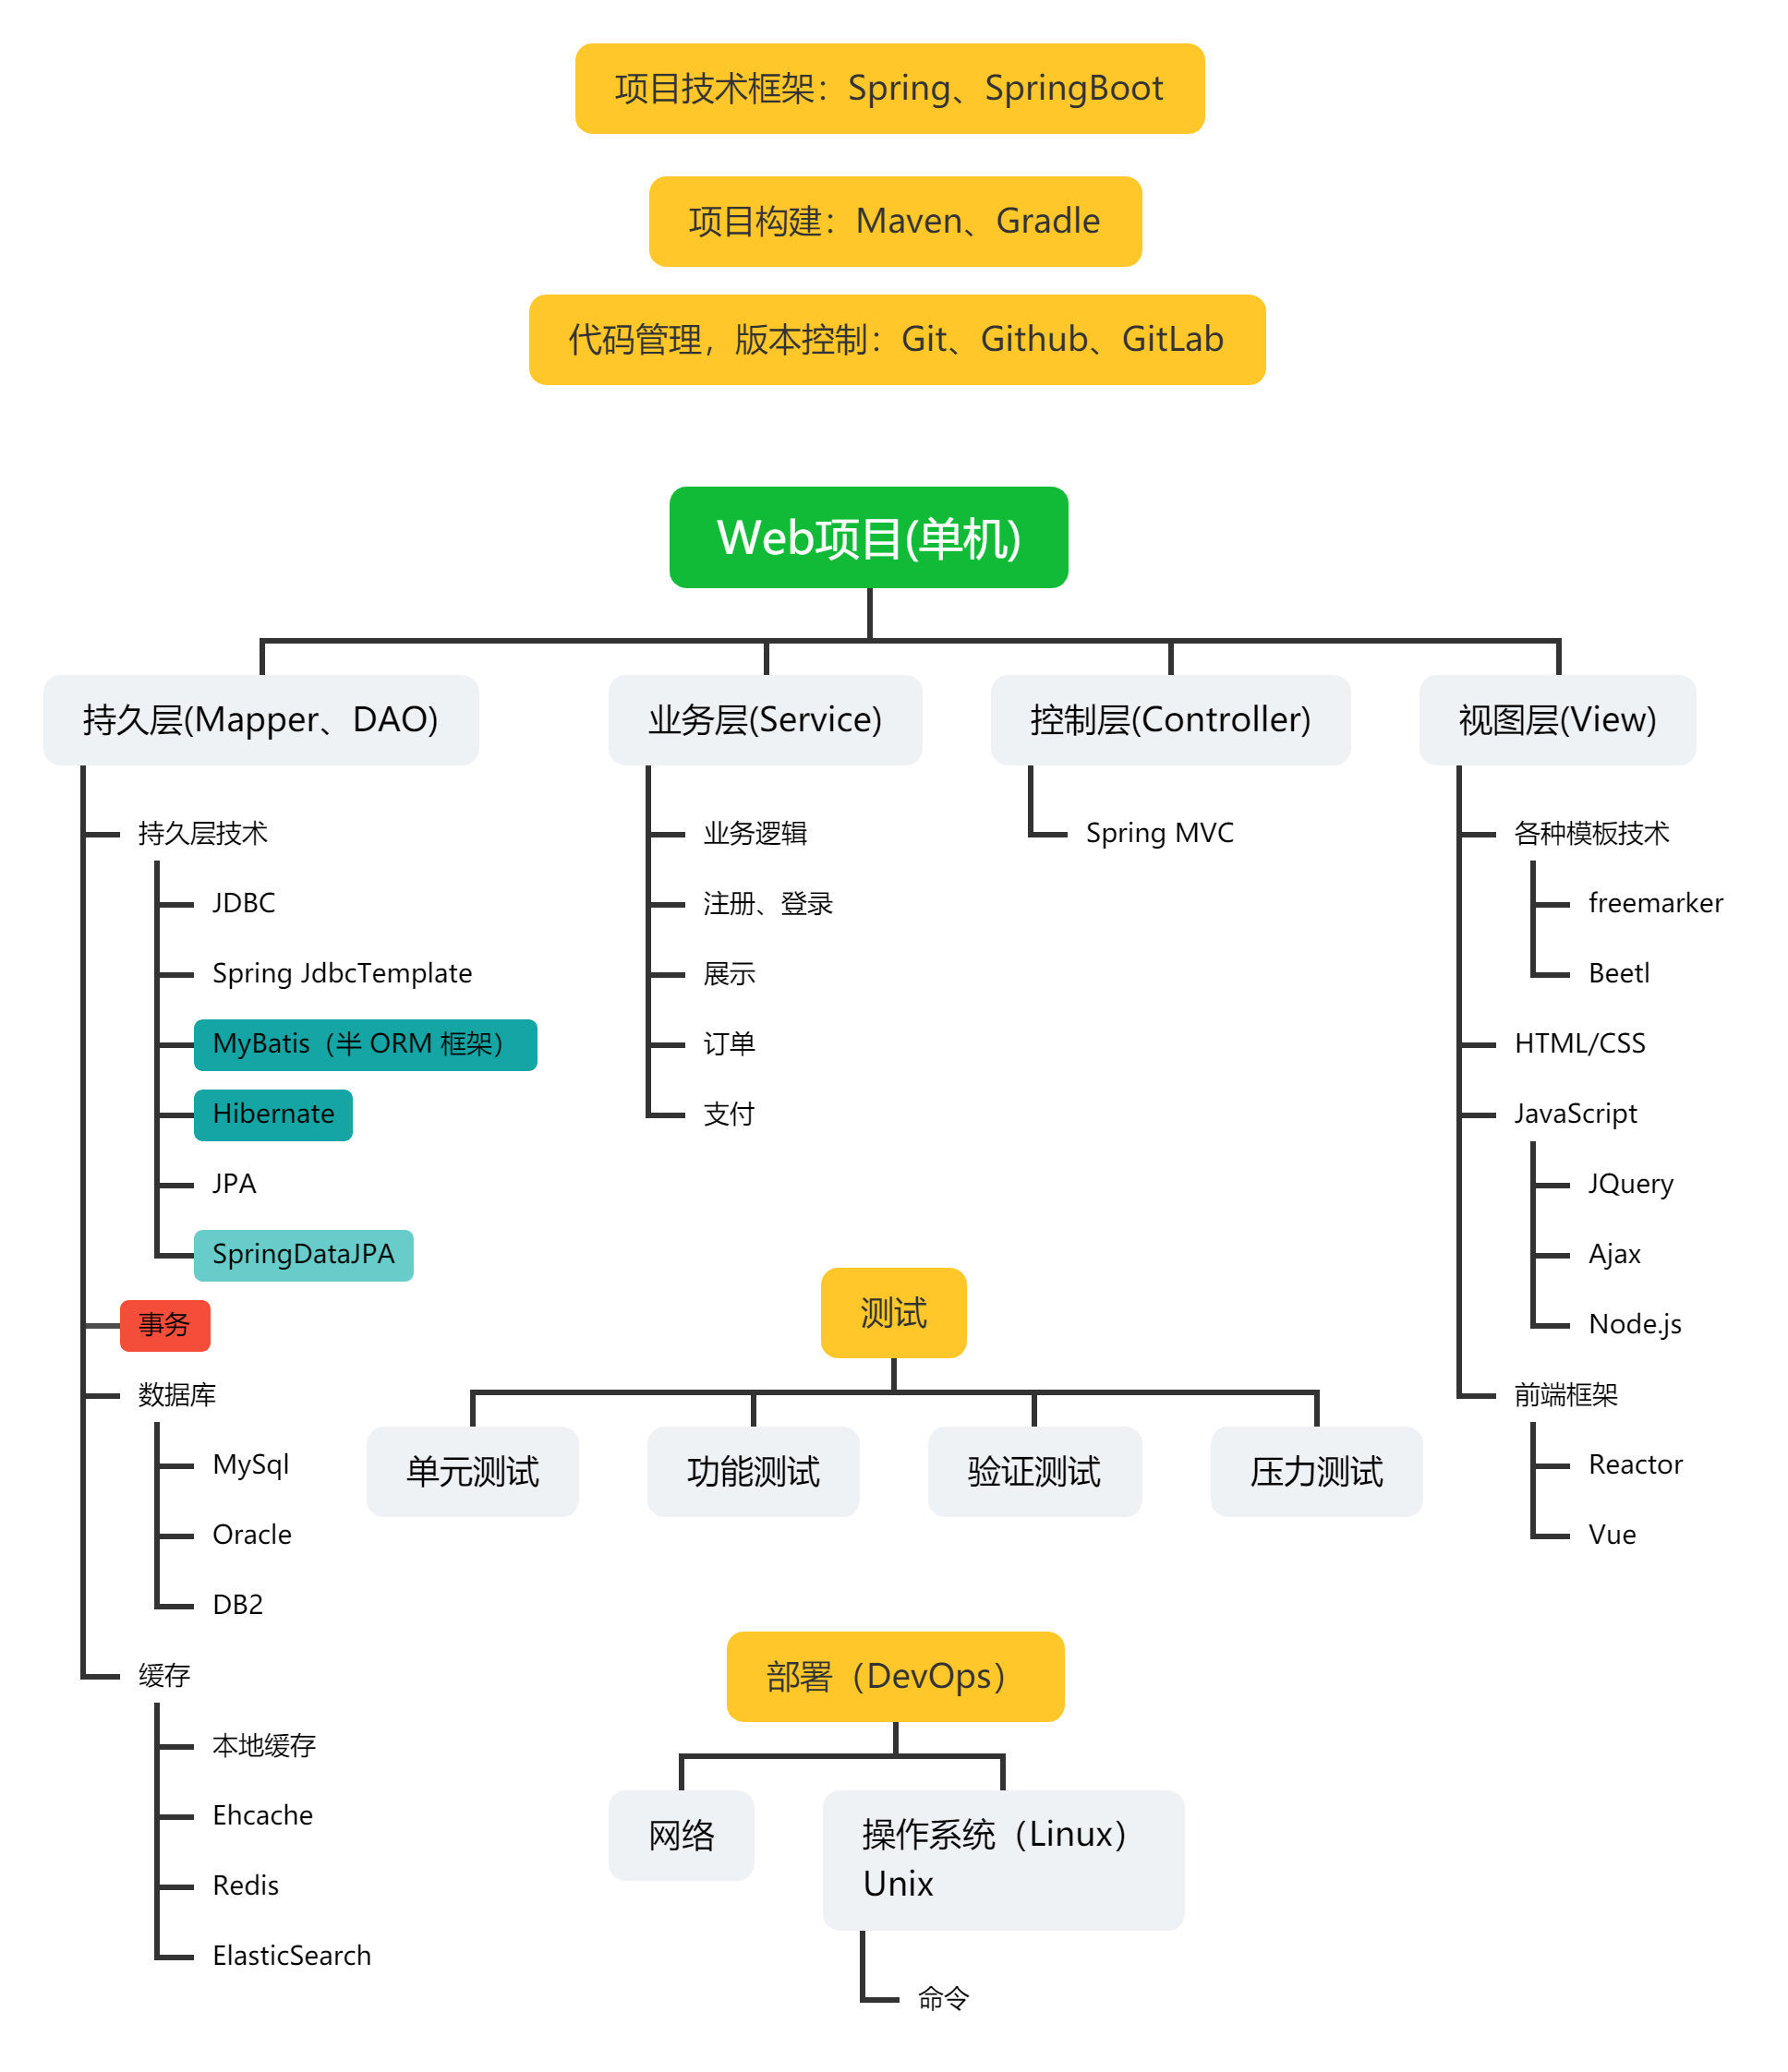 项目技术框架：Spring、SpringBoot
项目构建：Maven、Gradle
代码管理，版本控制：Git、Github、GitLab
Web项目(单机)
持久层(Mapper、DAO)
持久层技术
JDBC
Spring JdbcTemplate
MyBatis（半 ORM 框架）
Hibernate
JPA
SpringDataJPA
事务
数据库
MySql
Oracle
DB2
缓存
本地缓存
Ehcache
Redis
ElasticSearch
业务层(Service)
业务逻辑
注册、登录
展示
订单
支付
控制层(Controller)
Spring MVC
视图层(View)
各种模板技术
freemarker
Beetl
HTML/CSS
JavaScript
JQuery
Ajax
Node.js
前端框架
Reactor
Vue
测试
单元测试
功能测试
验证测试
压力测试
部署（DevOps）
网络
操作系统（Linux）
Unix
命令